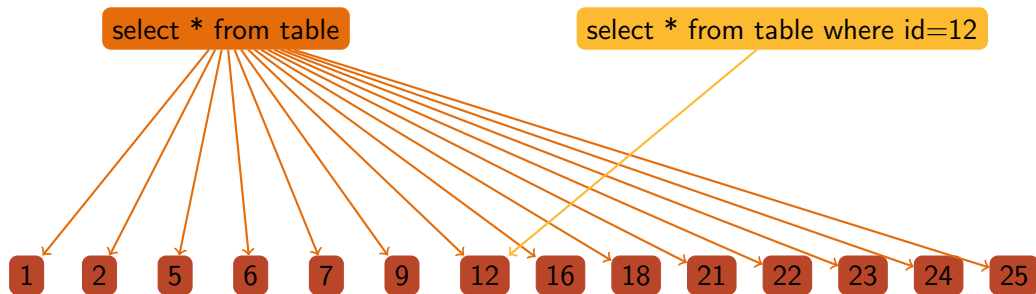 select * from table
select * from table where id=12
1 2 5 6 7 9 12 16 18 21 22 23 24 25